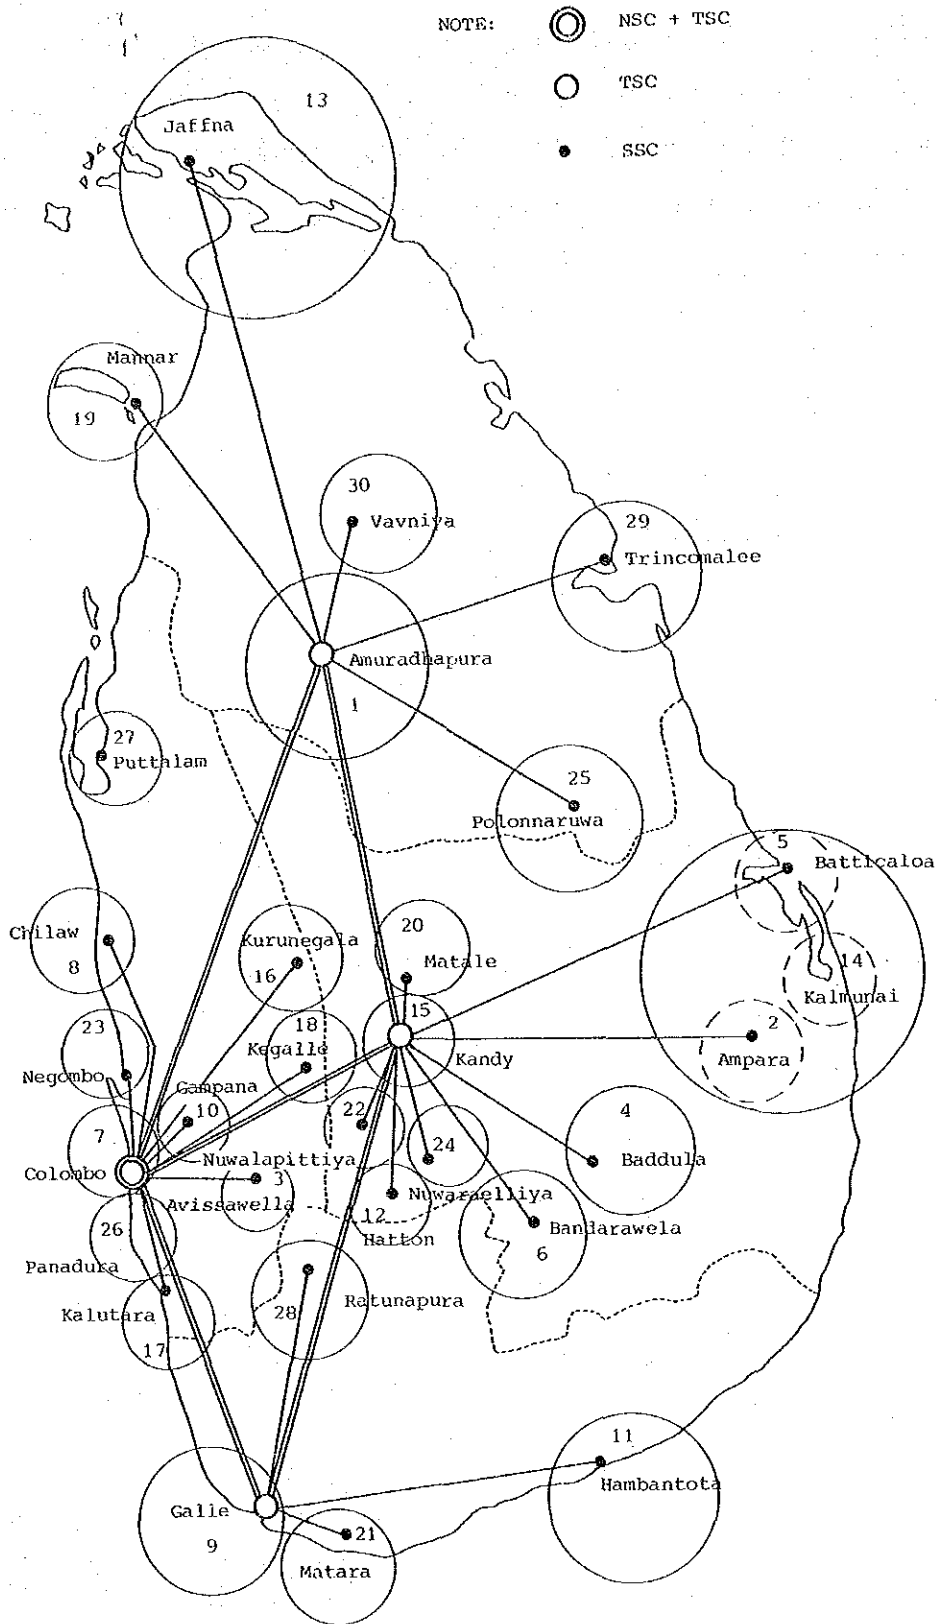 NOTE:
NSC + TSC
TSC
SSC
13
Jaffna
Mannar
19
30
Vavniya
29
Trincomalee
Amuradhapura
1
27
Puttalam
25
Polonnaruwa
5
Batticaloa
Chilaw
8
Kurunegala
16
20
Matale
14
Kalmunai
2
Ampara
15
Kandy
18
Kegalle
23
Negombo
Gampana
10
22
24
4
Baddula
7
Colombo
Nuwalapittiya
3
Avissawella
Nuwaraelliya
12
Hatton
Bandarawela
6
26
Panadura
Kalutara
17
28
Ratunapura
11
Hambantota
Galle
9
21
Matara